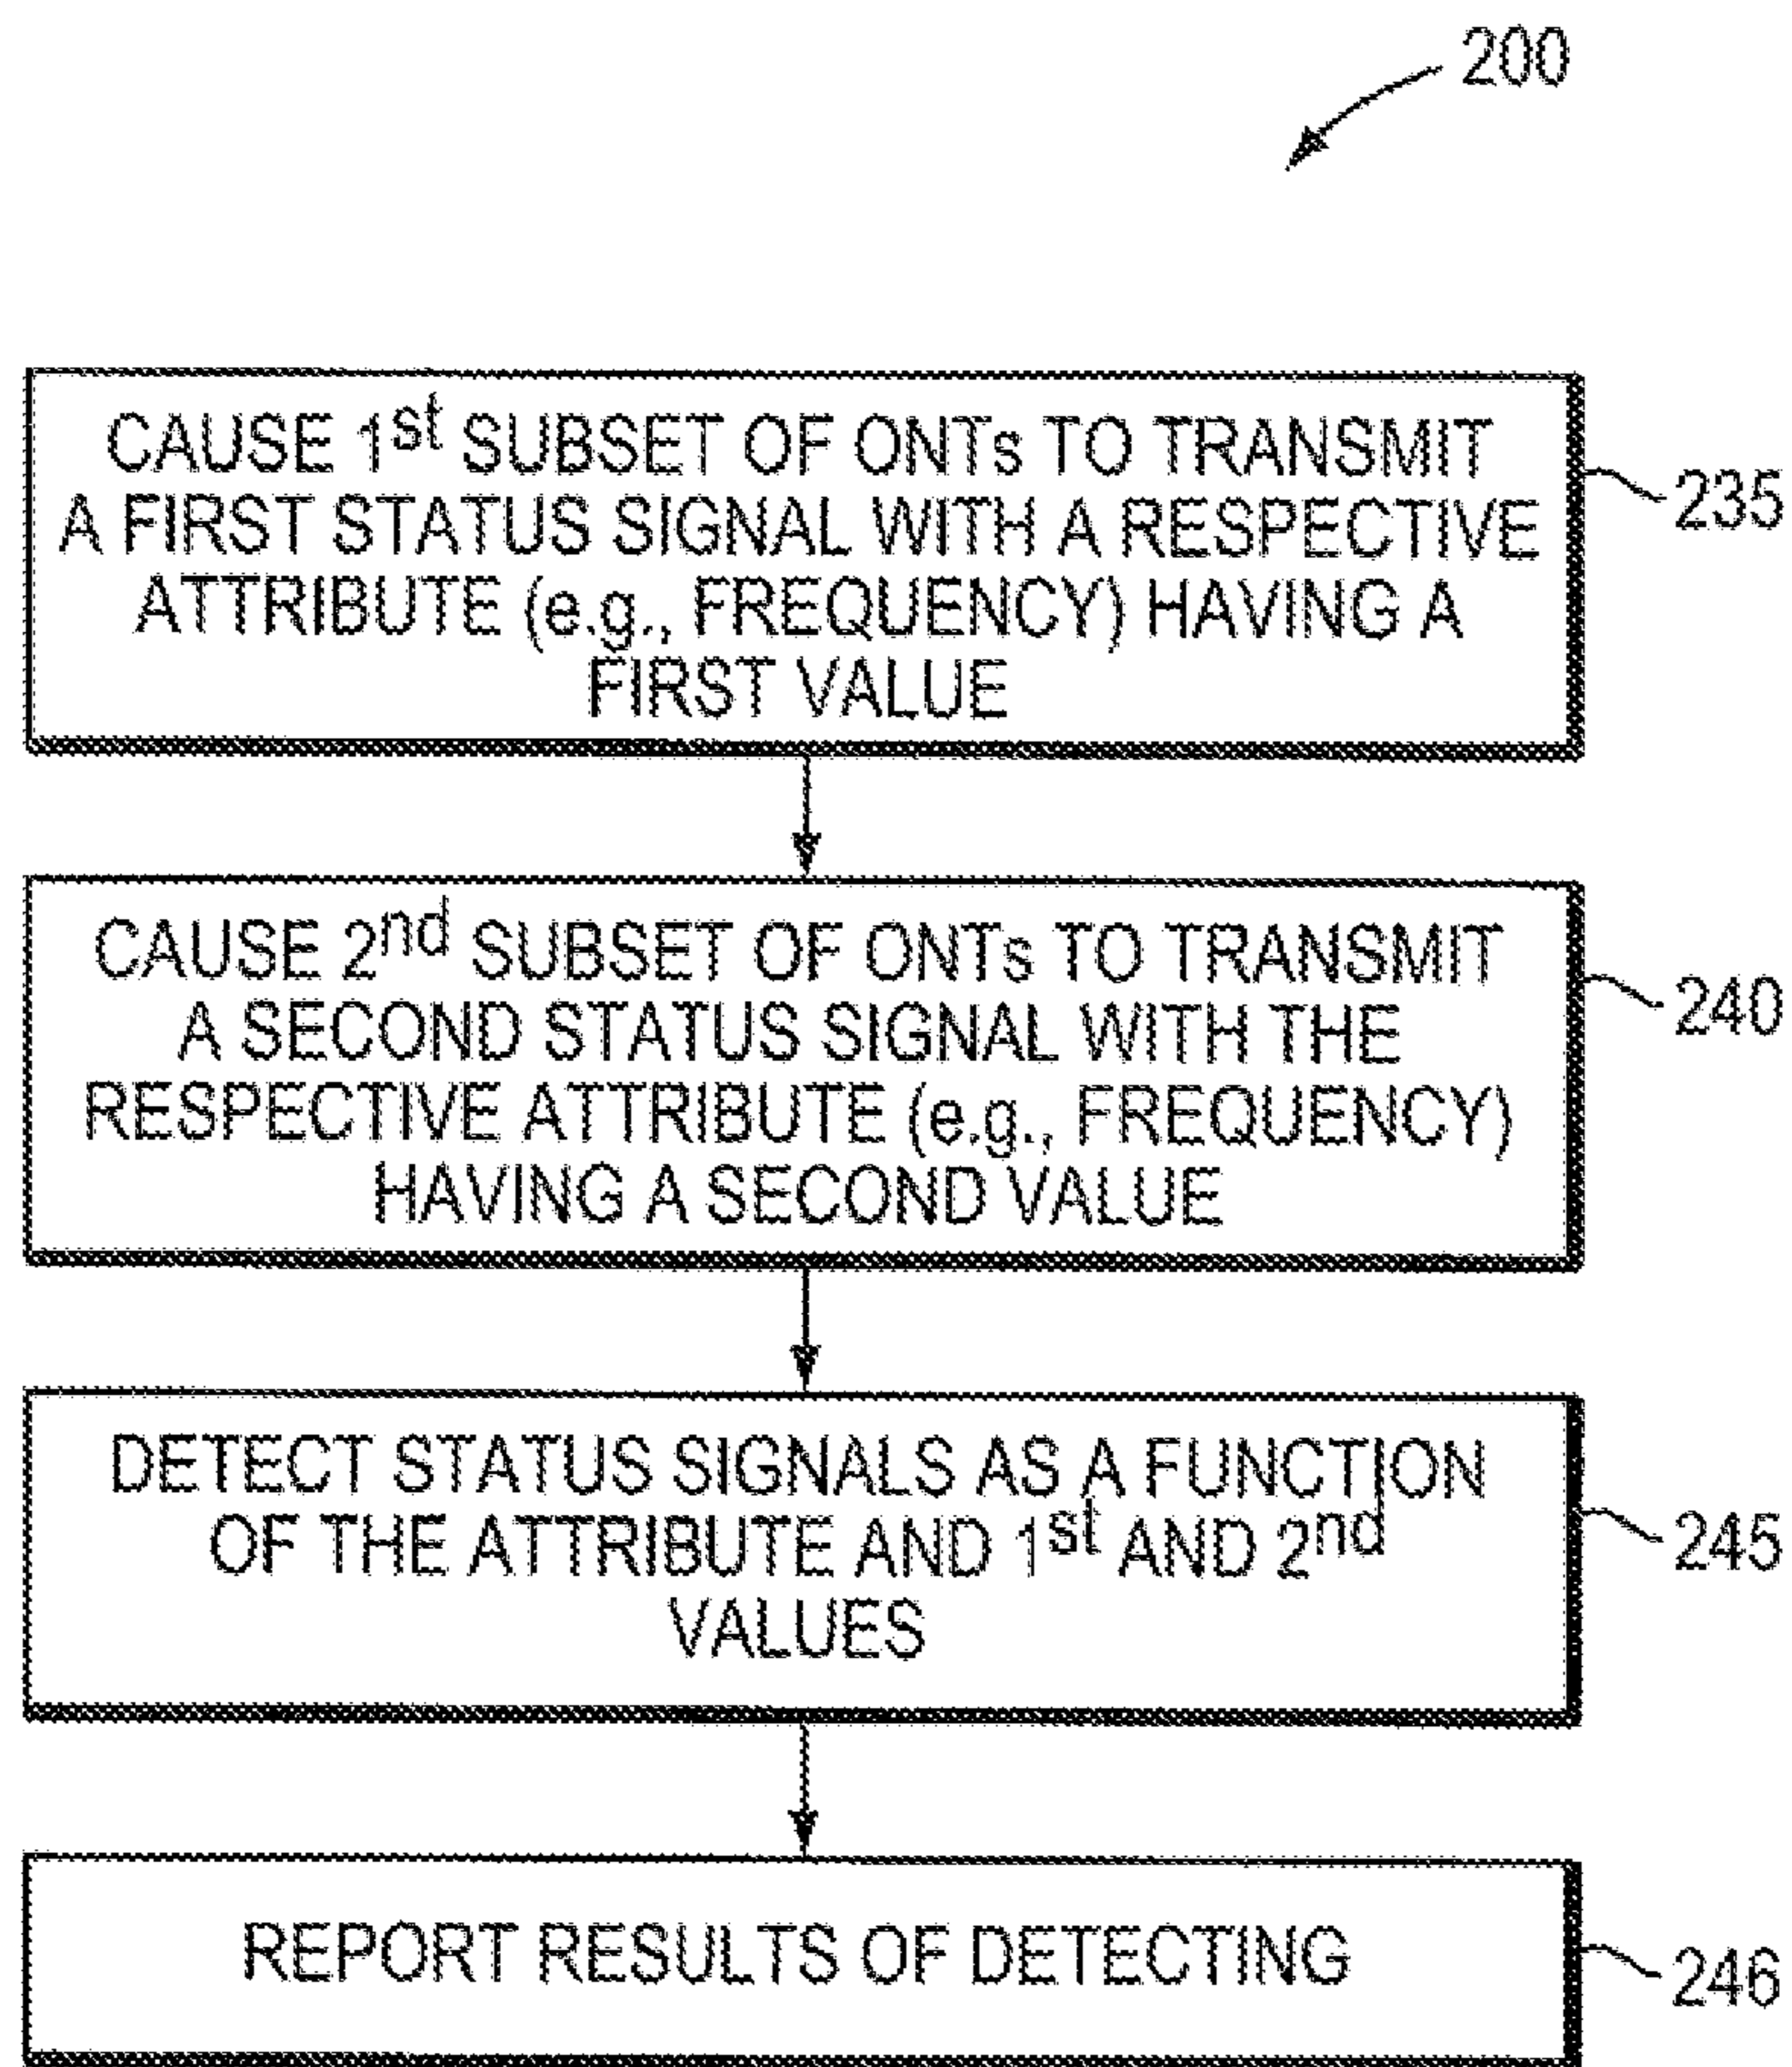 200
CAUSE 1st SUBSET OF ONTs TO TRANSMIT
A FIRST STATUS SIGNAL WITH A RESPECTIVE
ATTRIBUTE (e.g., FREQUENCY) HAVING A
FIRST VALUE
235
CAUSE 2nd SUBSET OF ONTs TO TRANSMIT
A SECOND STATUS SIGNAL WITH THE
RESPECTIVE ATTRIBUTE (e.g., FREQUENCY)
HAVING A SECOND VALUE
240
DETECT STATUS SIGNALS AS A FUNCTION
OF THE ATTRIBUTE AND 1st AND 2nd
VALUES
245
REPORT RESULTS OF DETECTING
246